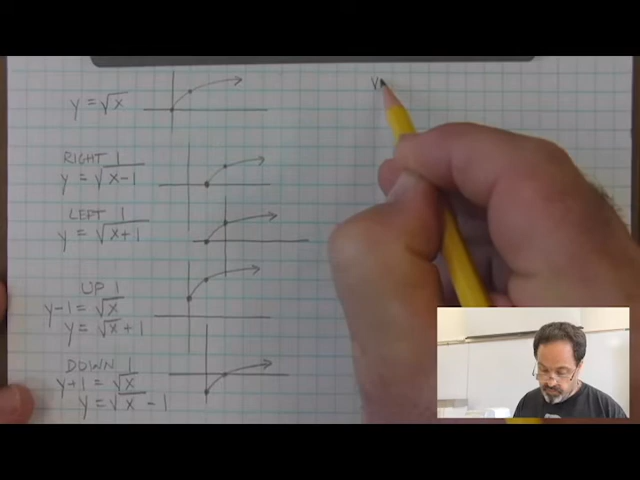 y = √x
RIGHT 1
y = √x-1
LEFT 1
y = √x+1
UP 1
y-1 = √x
y = √x + 1
DOWN 1
y+1 = √x
y = √x - 1